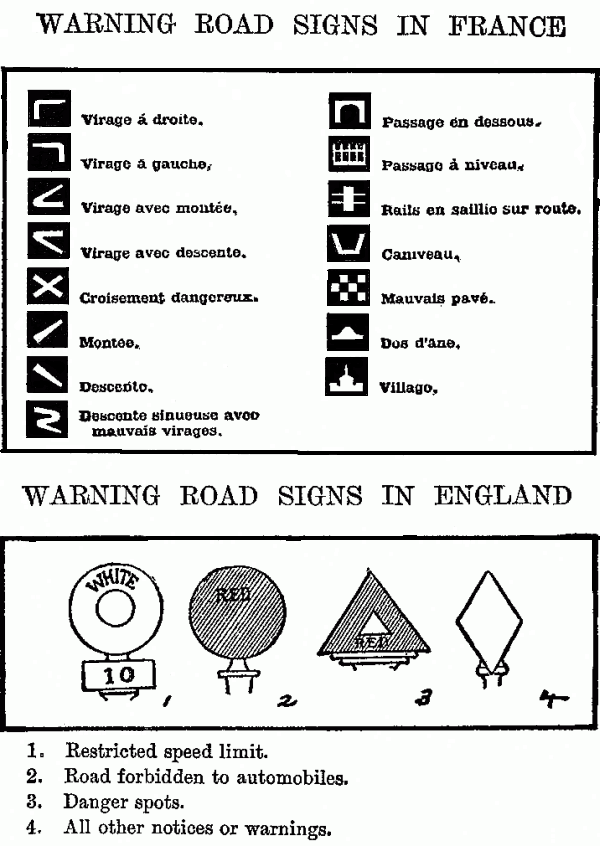 WARNING ROAD SIGNS IN FRANCE
Virage á droite.
Virage á gauche,
Virage avec montée,
Virage avec descente.
Croisement dangereux.
Montée.
Descente.
Descente sinueuse avec
mauvais virages.
Passage en dessous.
Passage à niveau.
Rails en saillie sur route.
Caniveau.
Mauvais pavé.
Dos d'âne.
Village,
WARNING ROAD SIGNS IN ENGLAND
WHITE
10
1
RED
2
RED
3
4
1. Restricted speed limit.
2. Road forbidden to automobiles.
3. Danger spots.
4. All other notices or warnings.